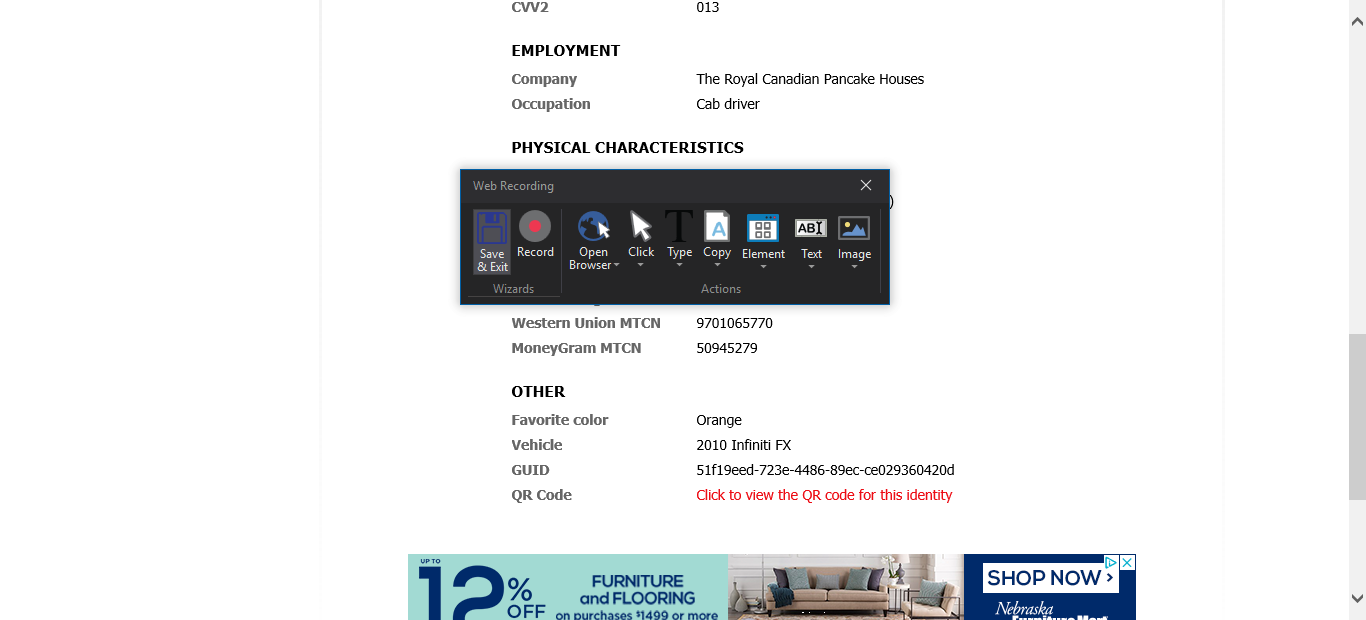 CVV2 013
EMPLOYMENT
Company The Royal Canadian Pancake Houses
Occupation Cab driver
PHYSICAL CHARACTERISTICS
Web Recording
)
Save & Exit Record Open Browser Click Type Copy Element Text Image
Wizards Actions
Western Union MTCN 9701065770
MoneyGram MTCN 50945279
OTHER
Favorite color Orange
Vehicle 2010 Infiniti FX
GUID 51f19eed-723e-4486-89ec-ce029360420d
QR Code Click to view the QR code for this identity
UP TO
12% OFF
FURNITURE
and FLOORING
on purchases $1499 or more
SHOP NOW >
Nebraska
Furniture Mart